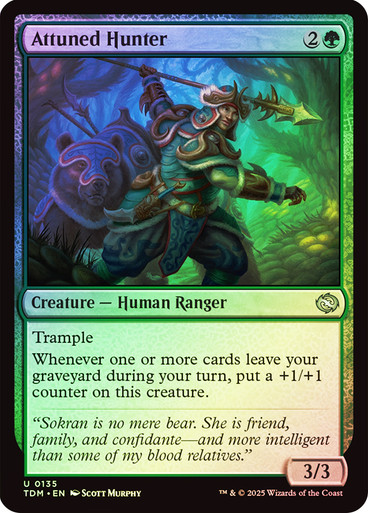 Attuned Hunter 2
Creature — Human Ranger
Trample
Whenever one or more cards leave your
graveyard during your turn, put a +1/+1
counter on this creature.
“Sokran is no mere bear. She is friend,
family, and confidante—and more intelligent
than some of my blood relatives.”
3/3
U 0135
TDM • EN Scott Murphy
™ & © 2025 Wizards of the Coast